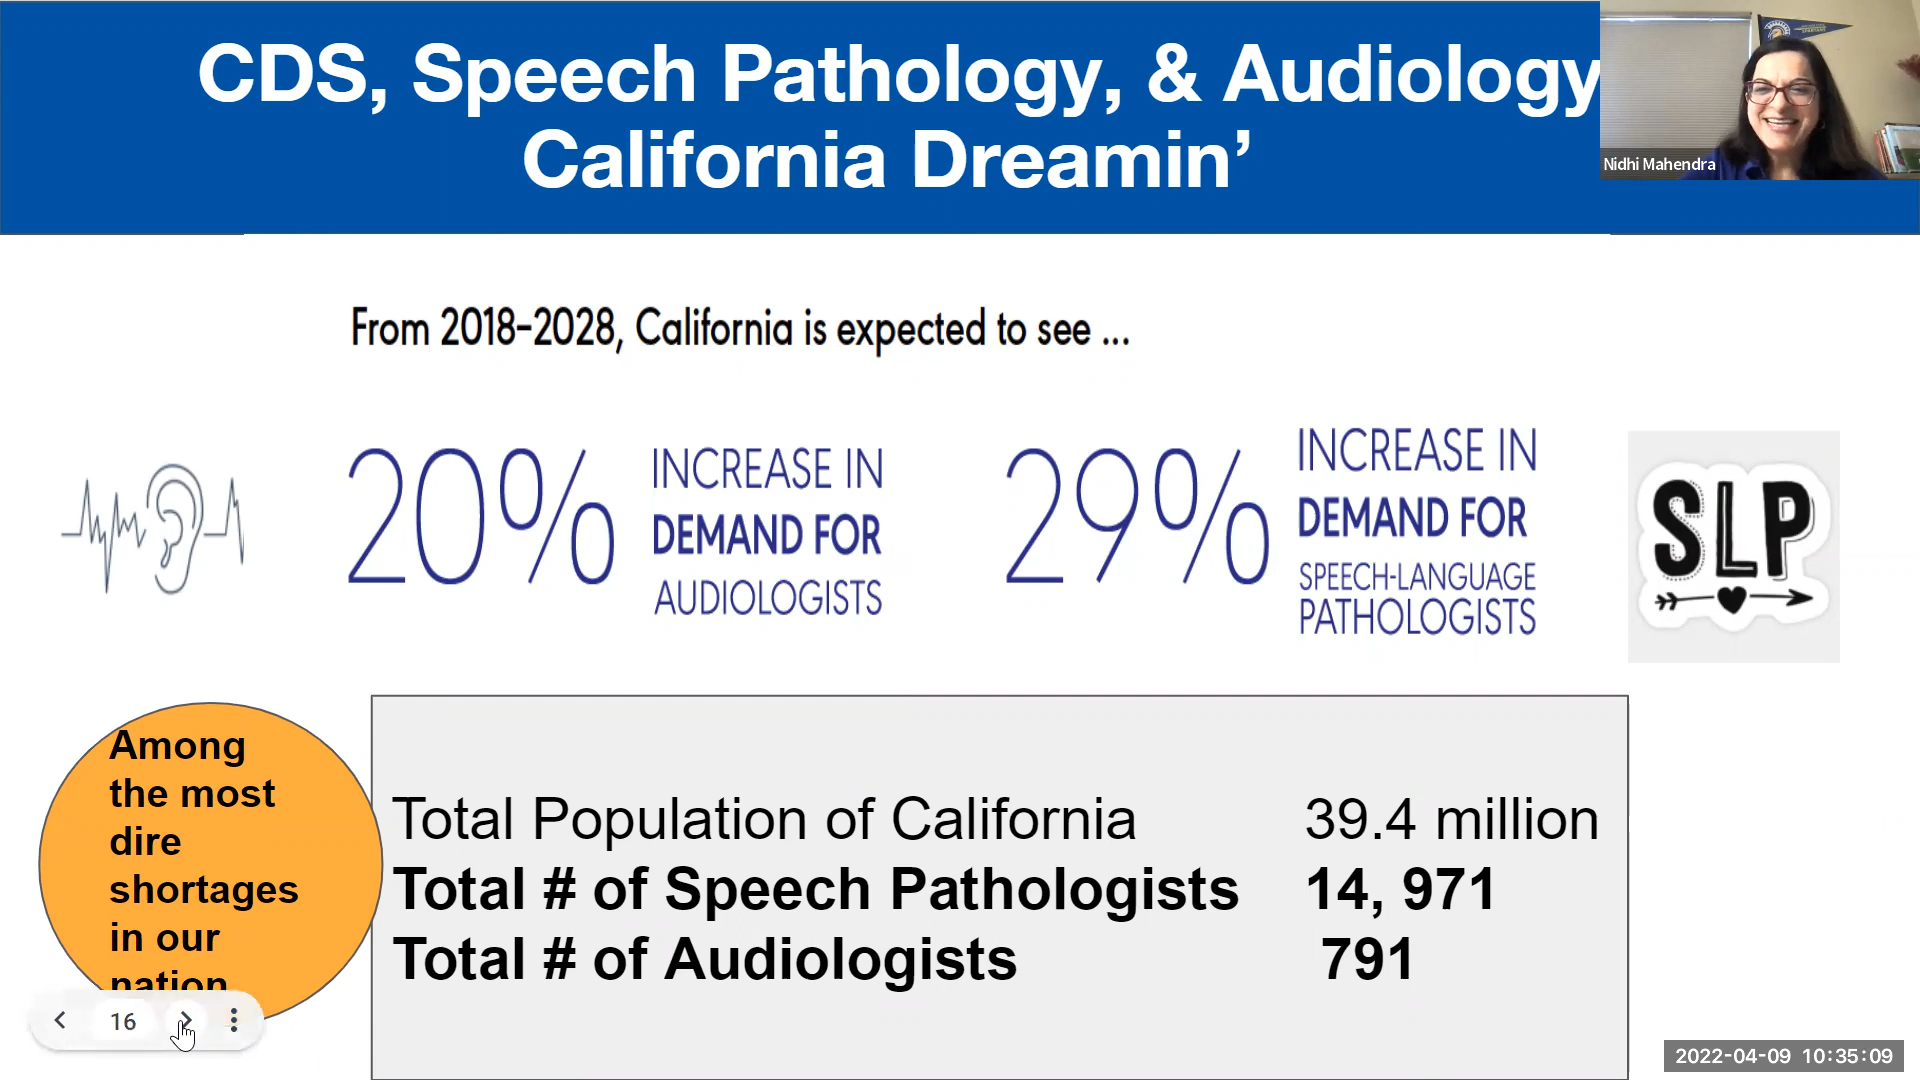 CDS, Speech Pathology, & Audiology
California Dreamin’
Nidhi Mahendra
From 2018-2028, California is expected to see ...
20%
INCREASE IN
DEMAND FOR
AUDIOLOGISTS
29%
INCREASE IN
DEMAND FOR
SPEECH-LANGUAGE
PATHOLOGISTS
SLP
Among
the most
dire
shortages
in our
nation
Total Population of California 39.4 million
Total # of Speech Pathologists 14, 971
Total # of Audiologists 791
16
2022-04-09 10:35:09